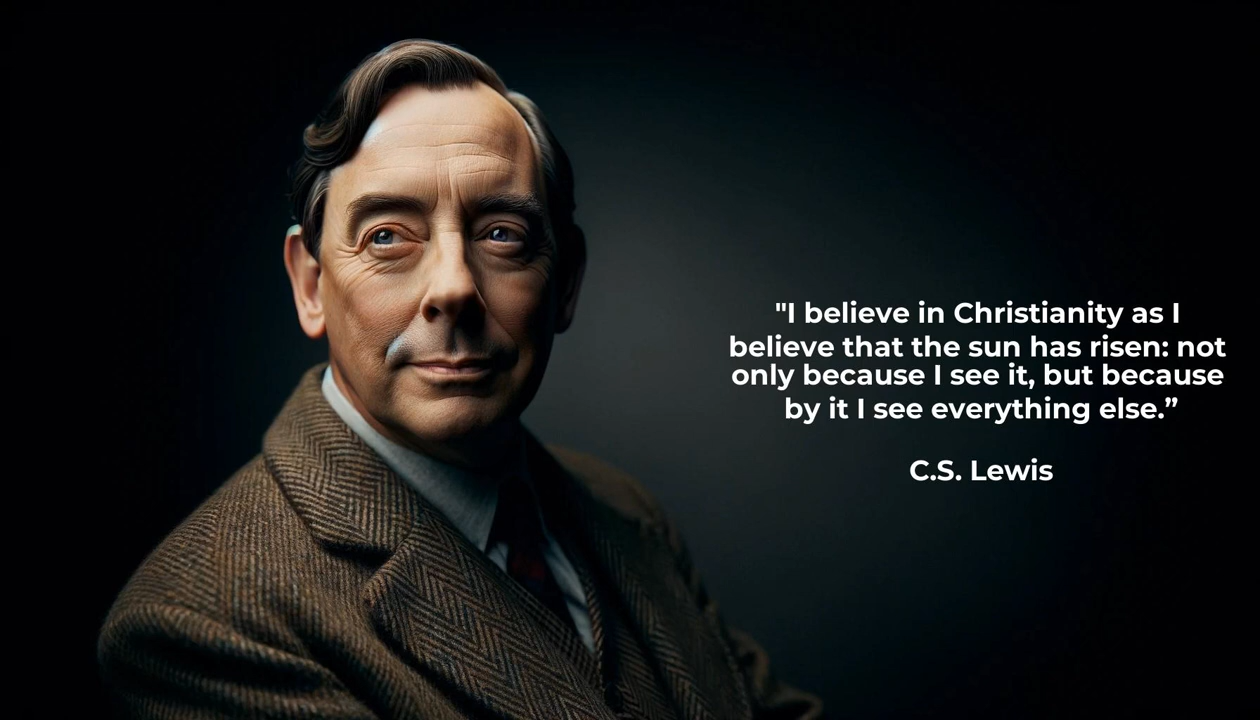 "I believe in Christianity as I
believe that the sun has risen: not
only because I see it, but because
by it I see everything else.”
C.S. Lewis